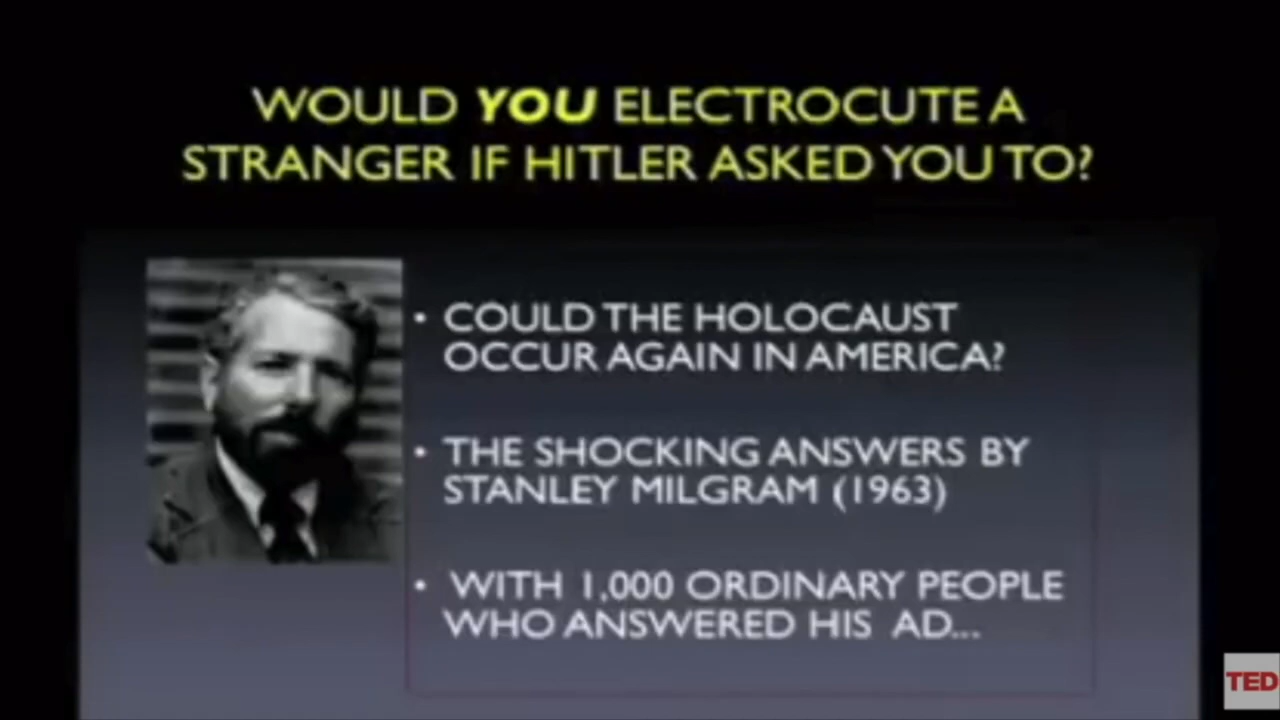 WOULD YOU ELECTROCUTE A
STRANGER IF HITLER ASKED YOU TO?
• COULD THE HOLOCAUST
OCCUR AGAIN IN AMERICA?
• THE SHOCKING ANSWERS BY
STANLEY MILGRAM (1963)
• WITH 1,000 ORDINARY PEOPLE
WHO ANSWERED HIS AD...
TED